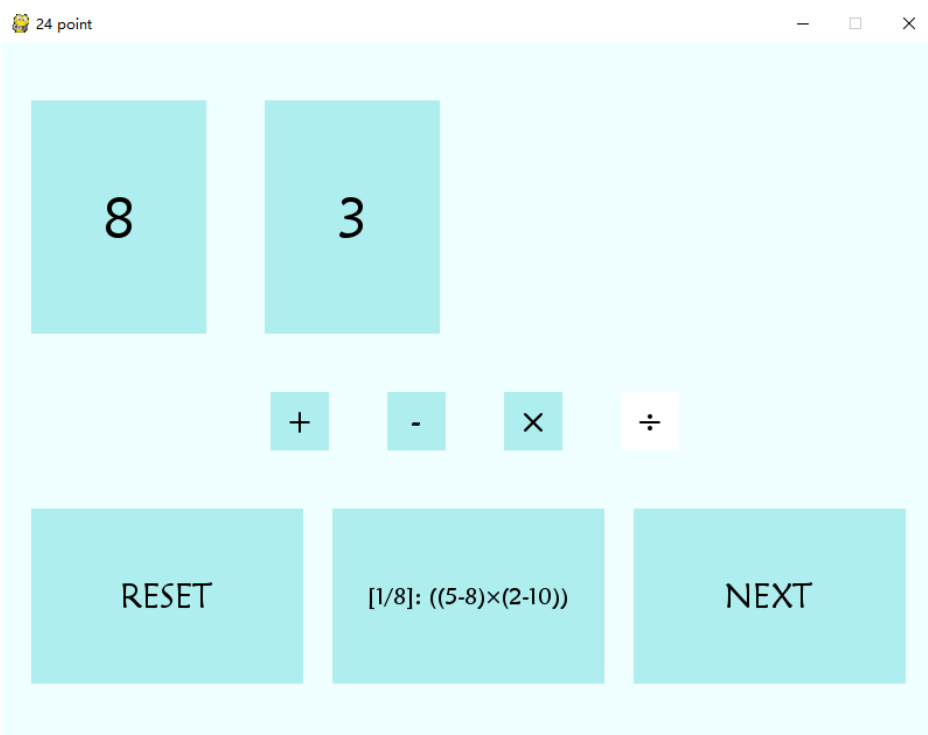 24 point
8 3
+ - × ÷
RESET [1/8]: ((5-8)×(2-10)) NEXT